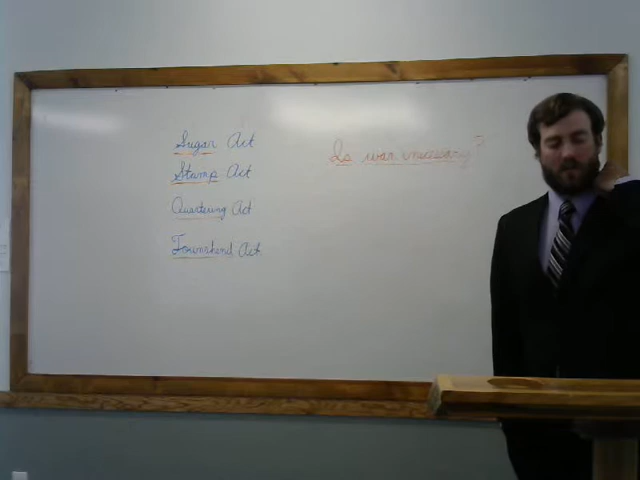 Sugar Act
Stamp Act
Quartering Act
Townshend Act
Is war necessary?